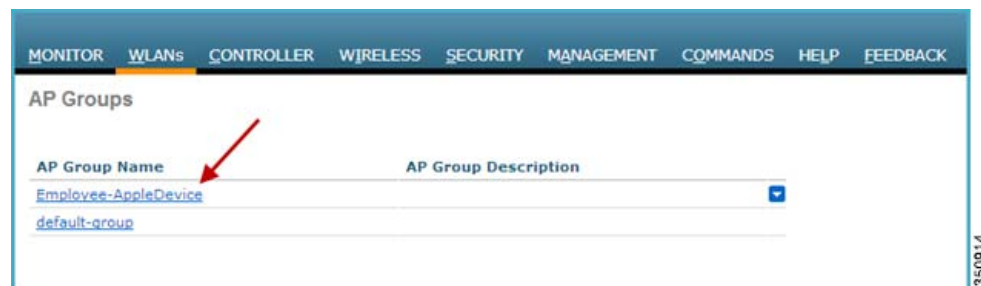 MONITOR WLANs CONTROLLER WIRELESS SECURITY MANAGEMENT COMMANDS HELP FEEDBACK
AP Groups
AP Group Name AP Group Description
Employee-AppleDevice
default-group
350914